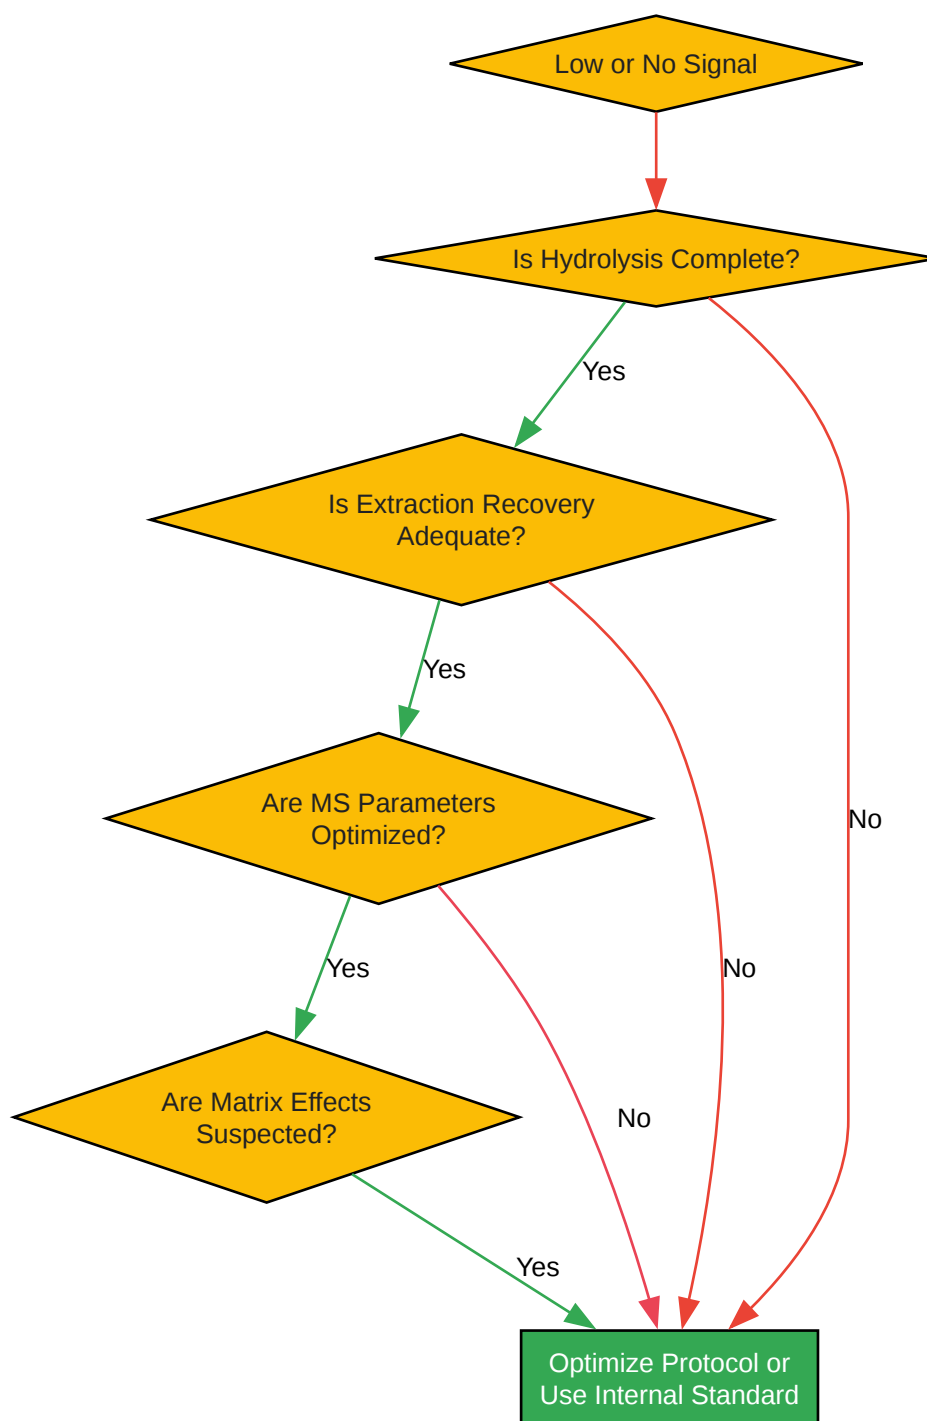 Low or No Signal
Is Hydrolysis Complete?
Yes
Is Extraction Recovery
Adequate?
Yes
Are MS Parameters
Optimized?
No
Yes
No
Are Matrix Effects
Suspected?
No
Yes
Optimize Protocol or
Use Internal Standard